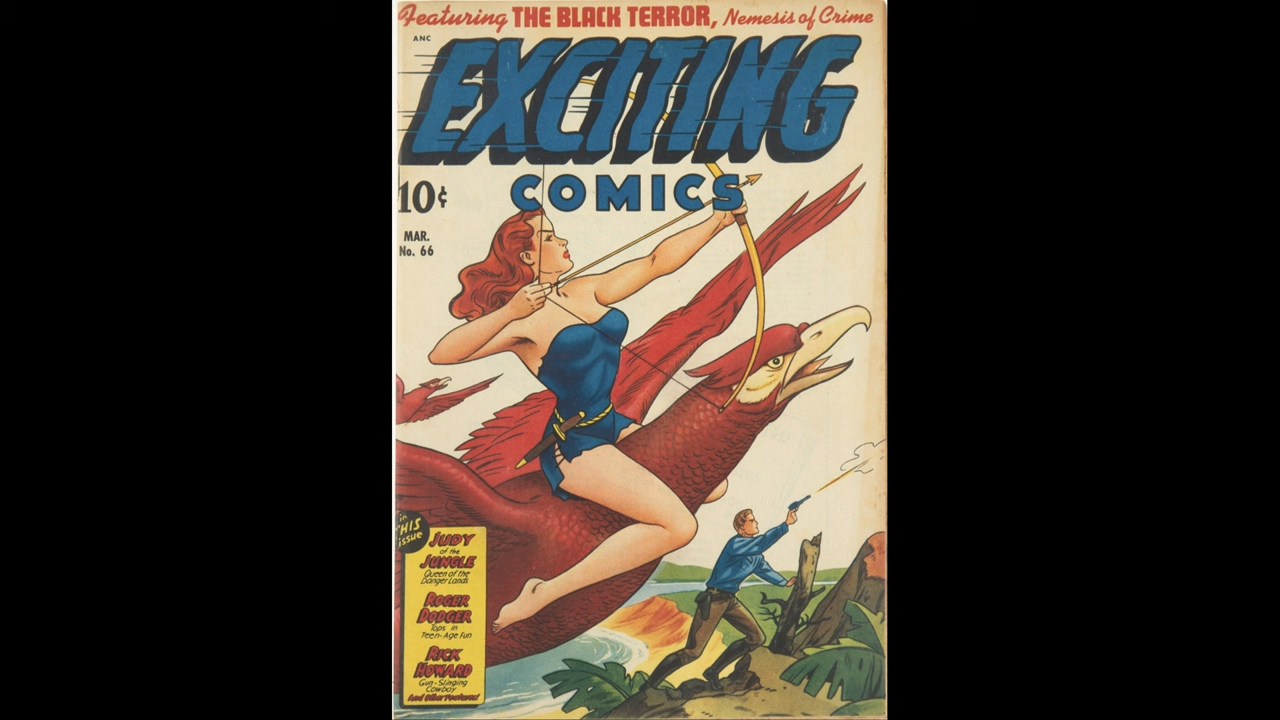 Featuring THE BLACK TERROR, Nemesis of Crime
ANC
EXCITING
COMICS
10¢
MAR.
No. 66
in
THIS
issue
JUDY
of the
JUNGLE
Queen of the
Danger Lands
ROGER
DODGER
Tops in
Teen-Age Fun
RICK
HOWARD
Gun-Slinging
Cowboy
And Other Features!